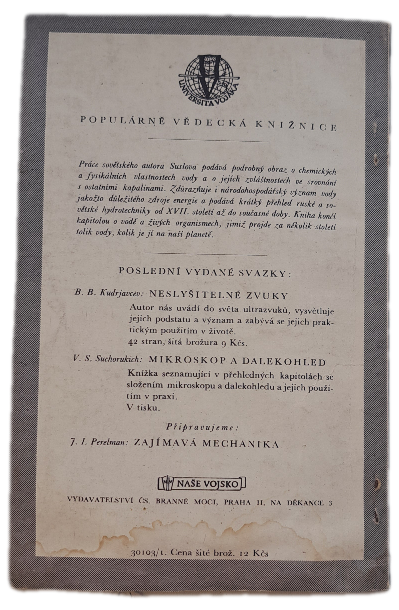 UNIVERSITA VOJÁKA
POPULÁRNĚ VĚDECKÁ KNIŽNICE
Práce sovětského autora Suslova podává podrobný obraz o chemických
a fysikálních vlastnostech vody a o jejích zvláštnostech ve srovnání
s ostatními kapalinami. Zdůrazňuje i národohospodářský význam vody
jakožto důležitého zdroje energie a podává krátký přehled ruské a so-
větské hydrotechniky od XVII. století až do současné doby. Kniha končí
kapitolou o vodě a živých organismech, jimiž projde za několik století
tolik vody, kolik je jí na naší planetě.
POSLEDNÍ VYDANÉ SVAZKY:
B. B. Kudrjavcev: NESLYŠITELNÉ ZVUKY
Autor nás uvádí do světa ultrazvuků, vysvětluje
jejich podstatu a význam a zabývá se jejich prak-
tickým použitím v životě.
42 stran, šitá brožura 9 Kčs.
V. S. Suchorukich: MIKROSKOP A DALEKOHLED
Knížka seznamující v přehledných kapitolách se
složením mikroskopu a dalekohledu a jejich použi-
tím v praxi.
V tisku.
Připravujeme:
J. I. Perelman: ZAJÍMAVÁ MECHANIKA
NAŠE VOJSKO
VYDAVATELSTVÍ ČS. BRANNÉ MOCI, PRAHA II, NA DĚKANCE 3
30103/1. Cena šité brož. 12 Kčs